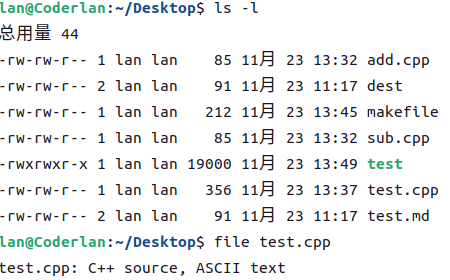 lan@Coderlan:~/Desktop$ ls -l
总用量 44
-rw-rw-r-- 1 lan lan    85 11月 23 13:32 add.cpp
-rw-rw-r-- 2 lan lan    91 11月 23 11:17 dest
-rw-rw-r-- 1 lan lan   212 11月 23 13:45 makefile
-rw-rw-r-- 1 lan lan    85 11月 23 13:32 sub.cpp
-rwxrwxr-x 1 lan lan 19000 11月 23 13:49 test
-rw-rw-r-- 1 lan lan   356 11月 23 13:37 test.cpp
-rw-rw-r-- 2 lan lan    91 11月 23 11:17 test.md
lan@Coderlan:~/Desktop$ file test.cpp
test.cpp: C++ source, ASCII text